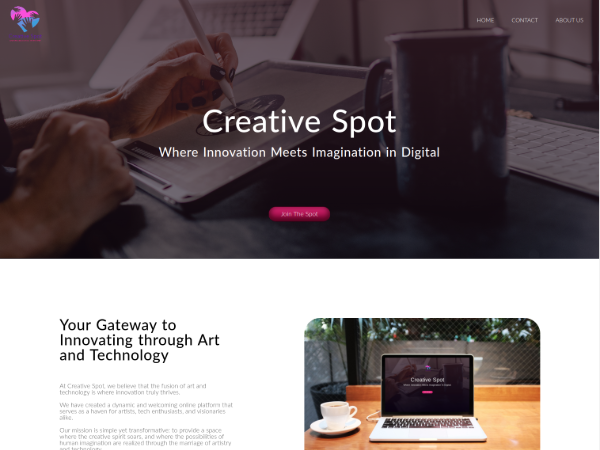 HOME CONTACT ABOUT US
Creative Spot
Where Innovation Meets Imagination in Digital
Join The Spot
Your Gateway to
Innovating through Art
and Technology
At Creative Spot, we believe that the fusion of art and
technology is where innovation truly thrives.
We have created a dynamic and welcoming online platform that
serves as a haven for artists, tech enthusiasts, and visionaries
alike.
Our mission is simple yet transformative: to provide a space
where the creative spirit soars, and where the possibilities of
human imagination are realized through the marriage of artistry
and technology.
Creative Spot